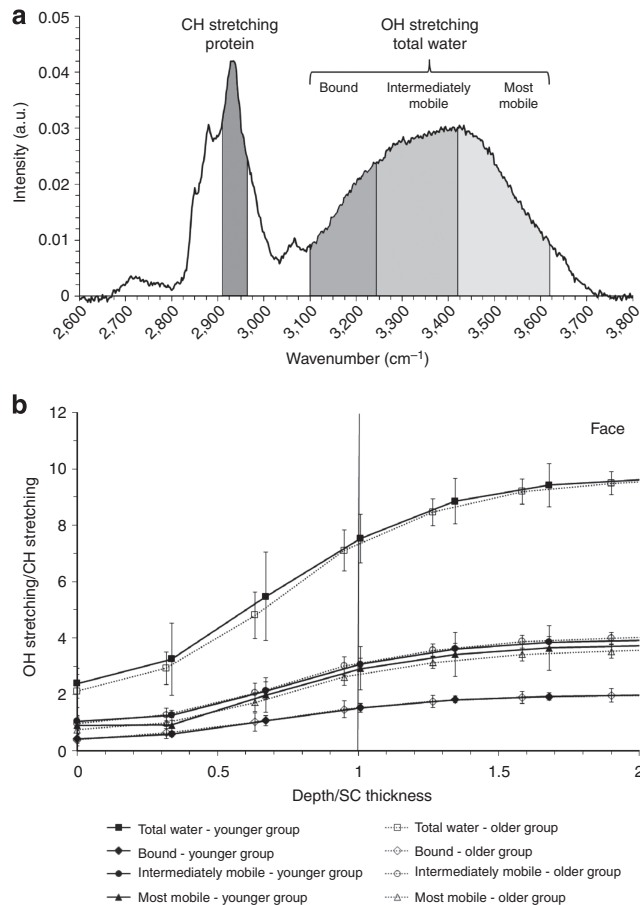 a
CH stretching
protein
OH stretching
total water
Bound
Intermediately
mobile
Most
mobile
Intensity (a.u.)
0.05
0.04
0.03
0.02
0.01
0
2,600
2,700
2,800
2,900
3,000
3,100
3,200
3,300
3,400
3,500
3,600
3,700
3,800
Wavenumber (cm⁻¹)
b
Face
OH stretching/CH stretching
12
10
8
6
4
2
0
0
0.5
1
1.5
2
Depth/SC thickness
Total water - younger group
Bound - younger group
Intermediately mobile - younger group
Most mobile - younger group
Total water - older group
Bound - older group
Intermediately mobile - older group
Most mobile - older group